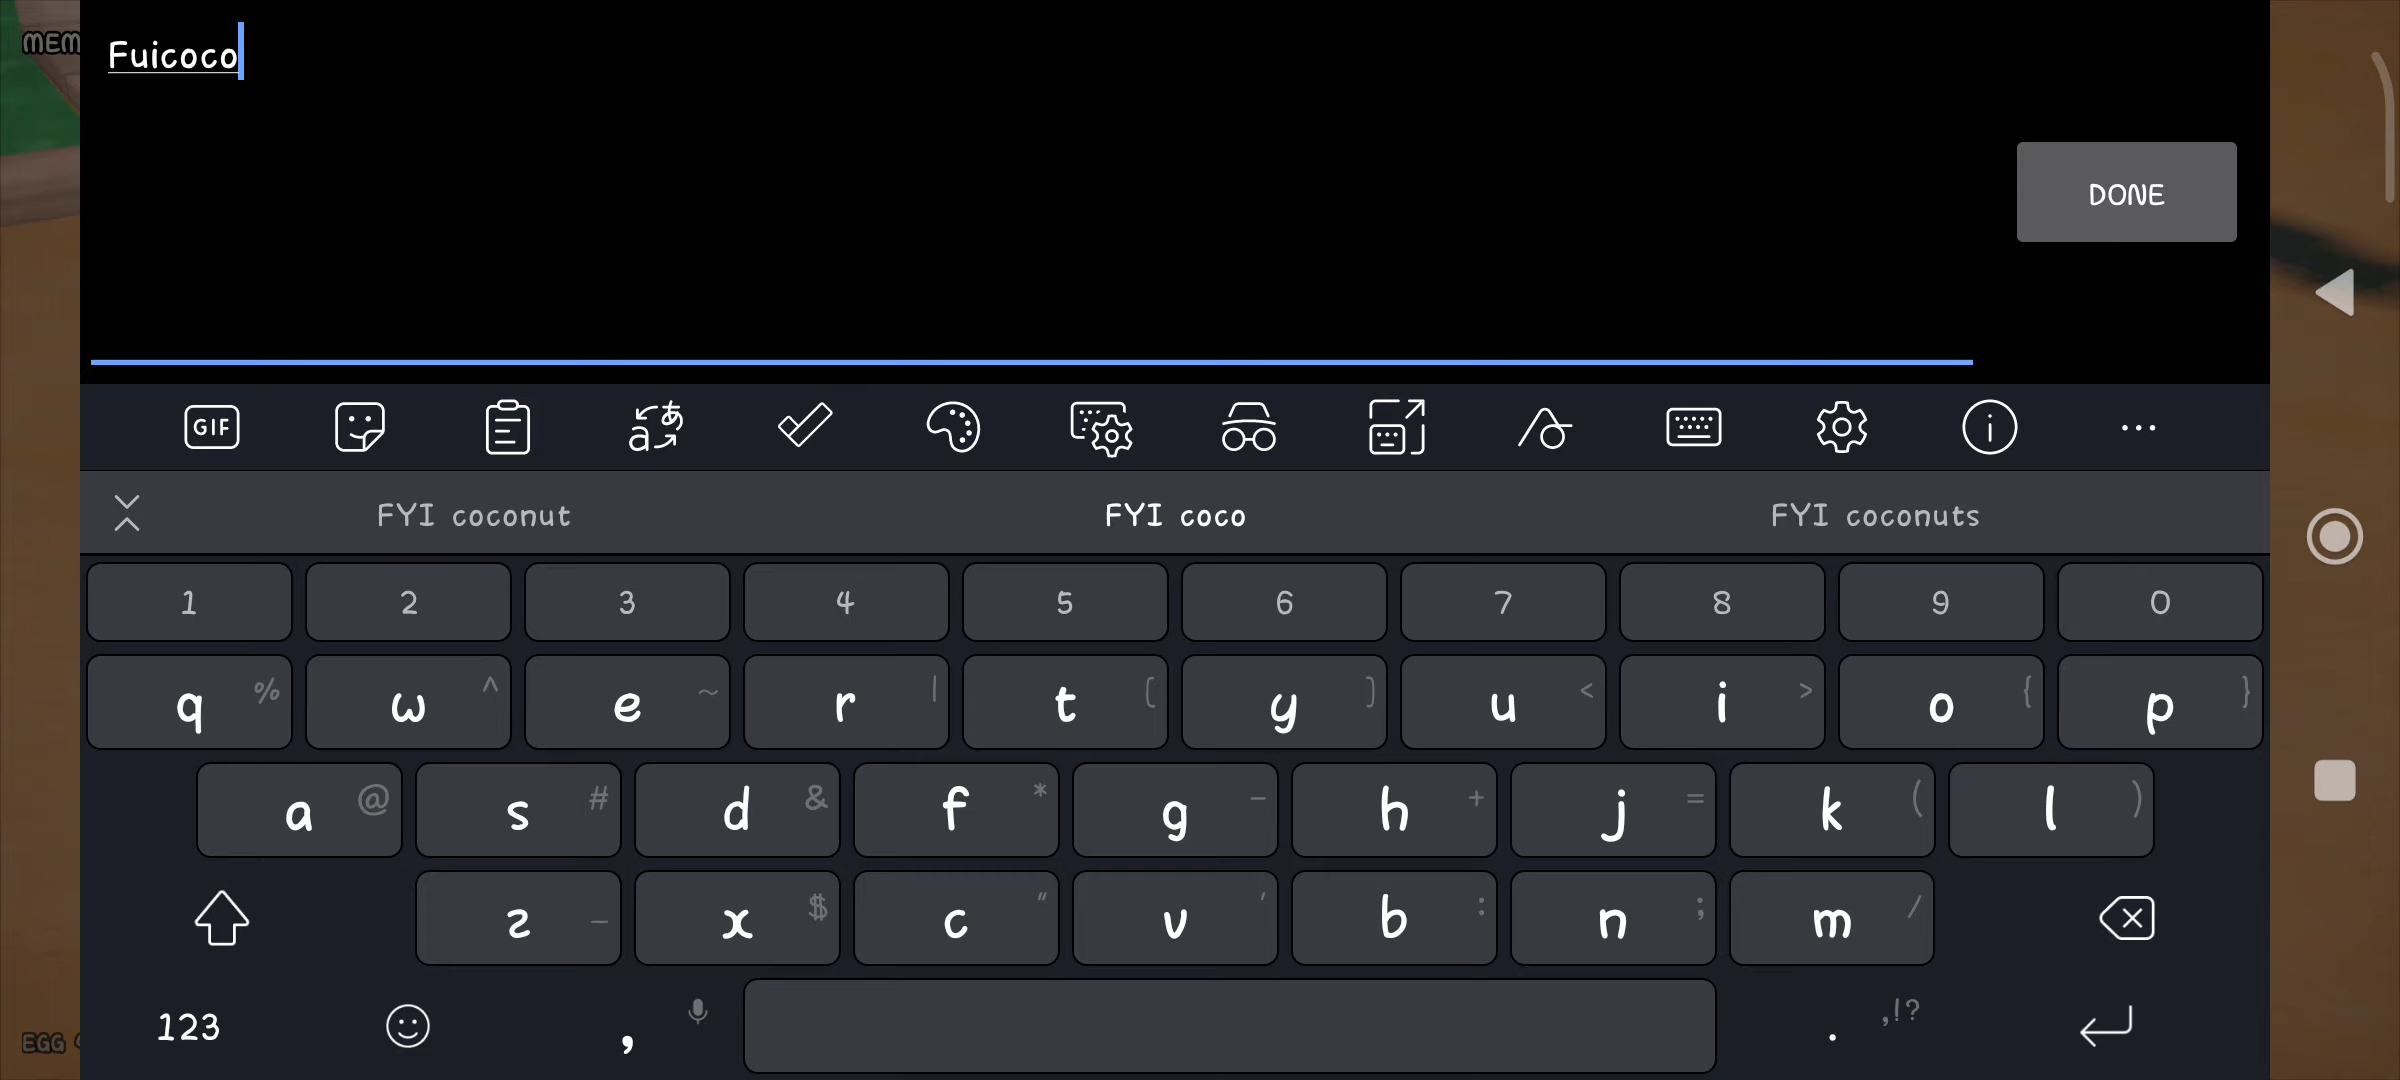 MEM
Fuicoco
DONE
GIF
FYI coconut FYI coco FYI coconuts
1 2 3 4 5 6 7 8 9 0
q % w ^ e ~ r | t [ y ] u < i > o { p }
a @ s # d & f * g - h + j = k ( l )
z _ x $ c " v ' b : n ; m /
123 , . ,!?
EGG